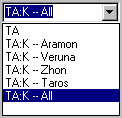 TA:K -- All
TA
TA:K -- Aramon
TA:K -- Veruna
TA:K -- Zhon
TA:K -- Taros
TA:K -- All